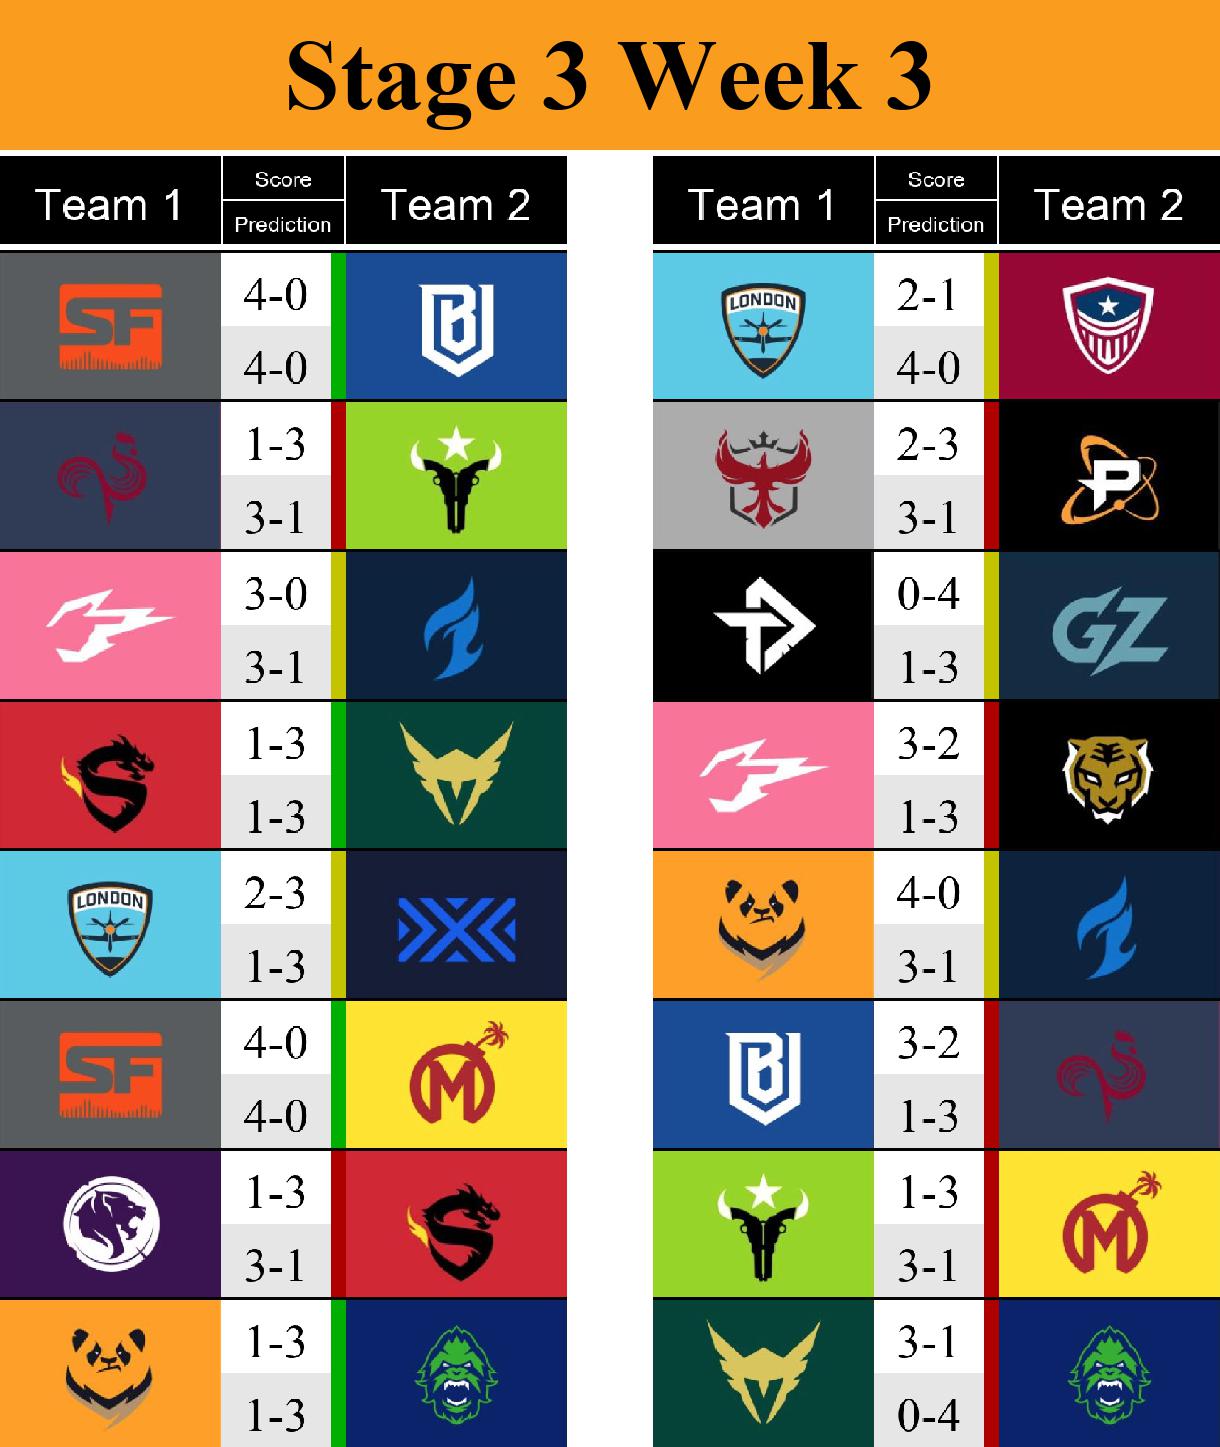 Stage 3 Week 3
Team 1
Score
Prediction
Team 2
SF
4-0
4-0
B
1-3
3-1
3-0
3-1
S
1-3
1-3
LONDON
2-3
1-3
SF
4-0
4-0
M
1-3
3-1
S
1-3
1-3
Team 1
Score
Prediction
Team 2
LONDON
2-1
4-0
2-3
3-1
P
0-4
1-3
GZ
3-2
1-3
4-0
3-1
B
3-2
1-3
1-3
3-1
M
3-1
0-4